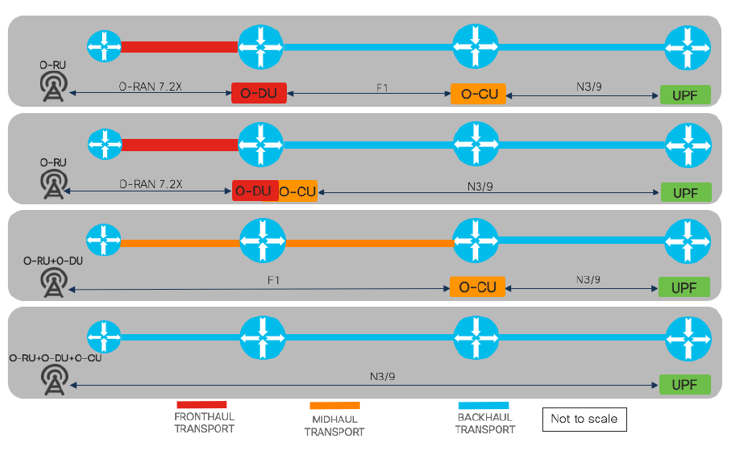 O-RU
O-RAN 7.2X
O-DU
F1
O-CU
N3/9
UPF
O-RU
O-RAN 7.2X
O-DU
O-CU
N3/9
UPF
O-RU+O-DU
F1
O-CU
N3/9
UPF
O-RU+O-DU+O-CU
N3/9
UPF
FRONTHAUL
TRANSPORT
MIDHAUL
TRANSPORT
BACKHAUL
TRANSPORT
Not to scale